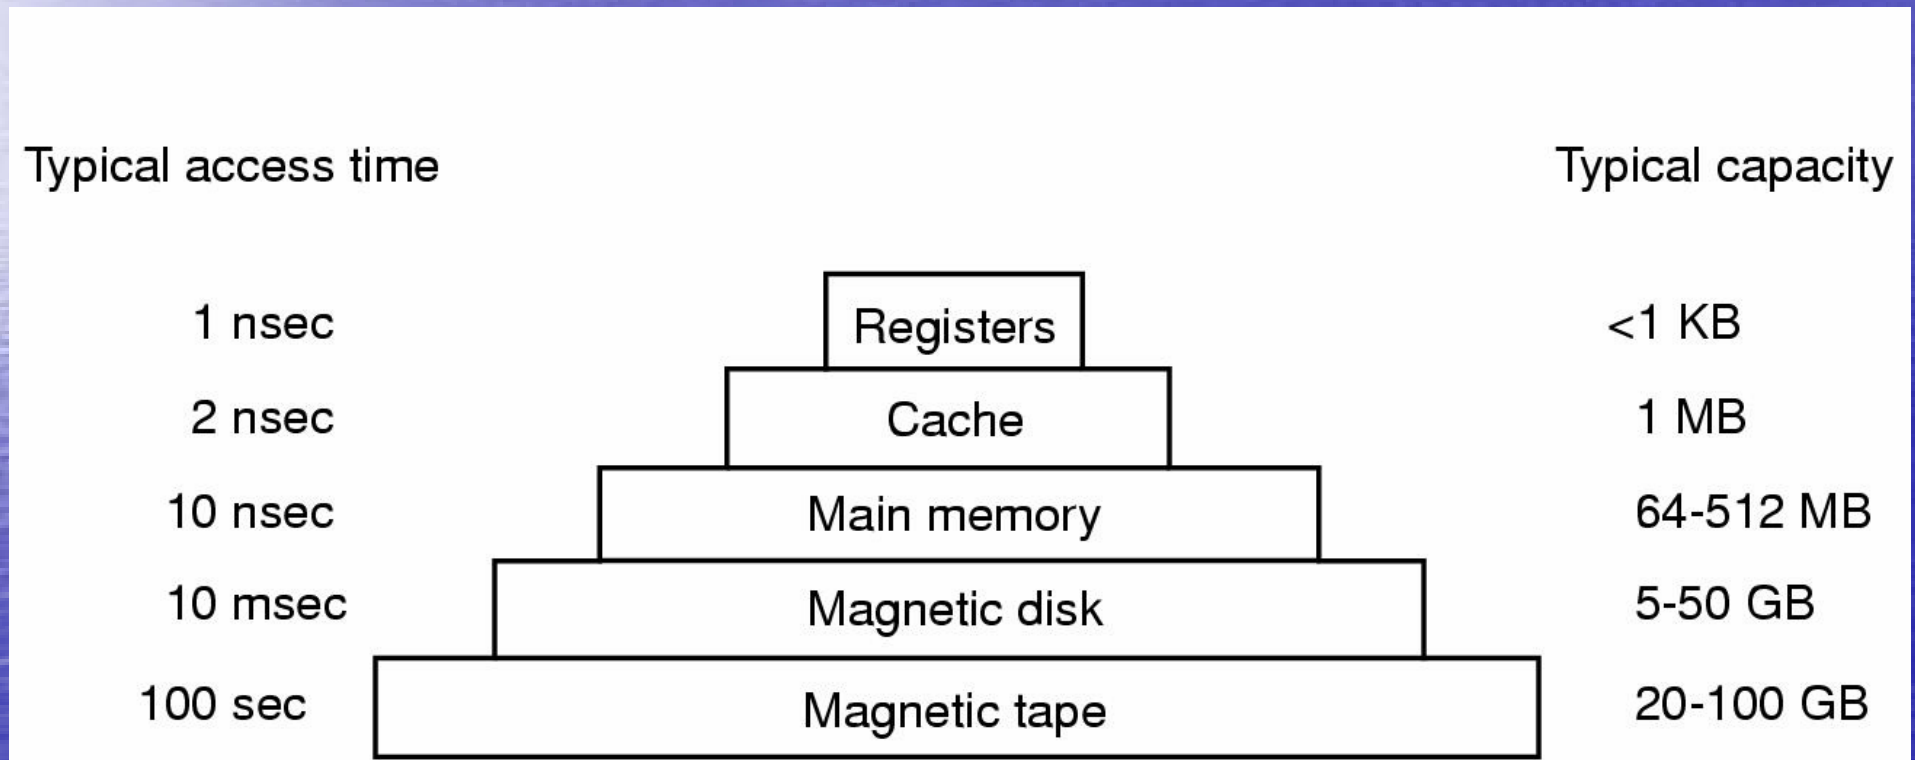 Typical access time Typical capacity
1 nsec Registers <1 KB
2 nsec Cache 1 MB
10 nsec Main memory 64-512 MB
10 msec Magnetic disk 5-50 GB
100 sec Magnetic tape 20-100 GB